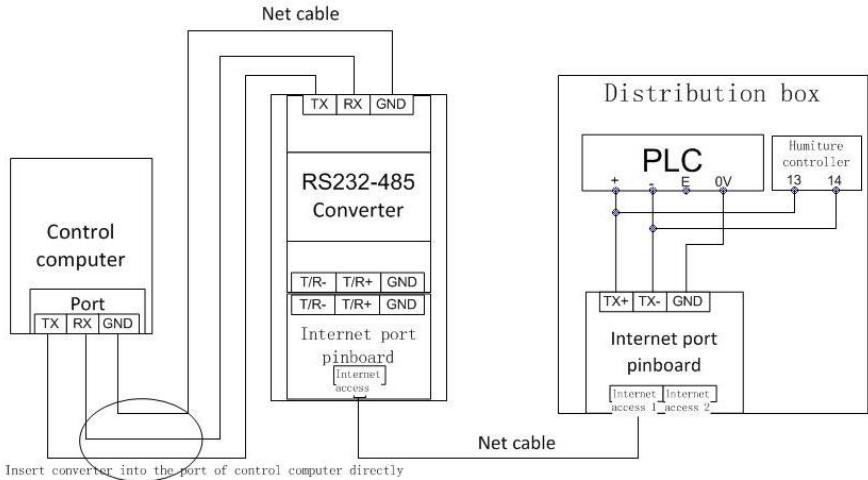 Net cable
TX RX GND
RS232-485
Converter
T/R- T/R+ GND
T/R- T/R+ GND
Internet port
pinboard
Internet
access
Control
computer
Port
TX RX GND
Insert converter into the port of control computer directly
Net cable
Distribution box
PLC
+ - E 0V
Humiture
controller
13 14
TX+ TX- GND
Internet port
pinboard
Internet access 1
Internet access 2